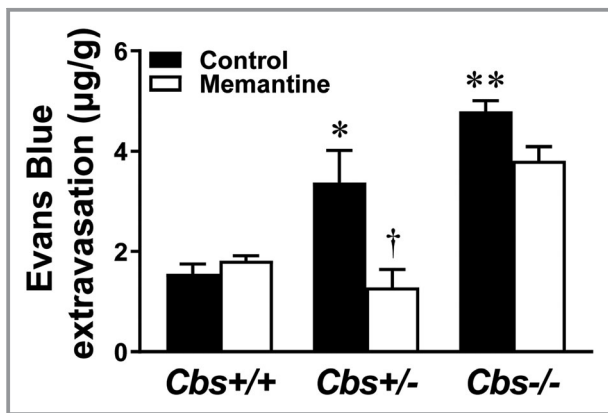 Evans Blue
extravasation (µg/g)
6
4
2
0
Control
Memantine
*
†
**
Cbs+/+ Cbs+/- Cbs-/-